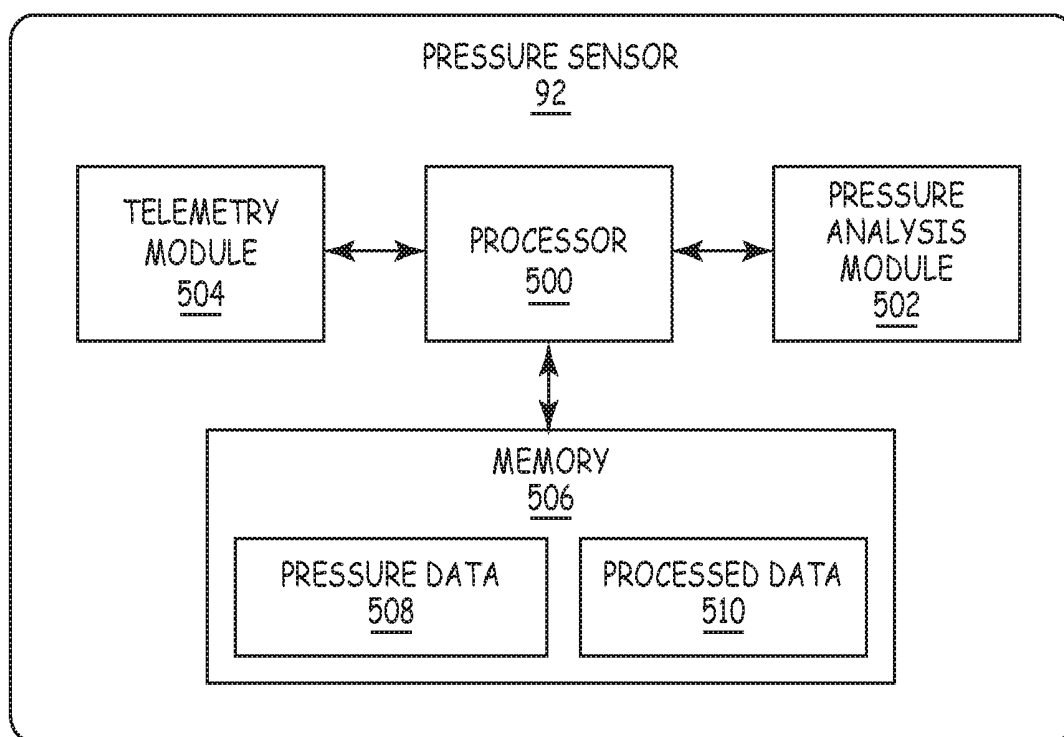 PRESSURE SENSOR
92
TELEMETRY
MODULE
504
PROCESSOR
500
PRESSURE
ANALYSIS
MODULE
502
MEMORY
506
PRESSURE DATA
508
PROCESSED DATA
510